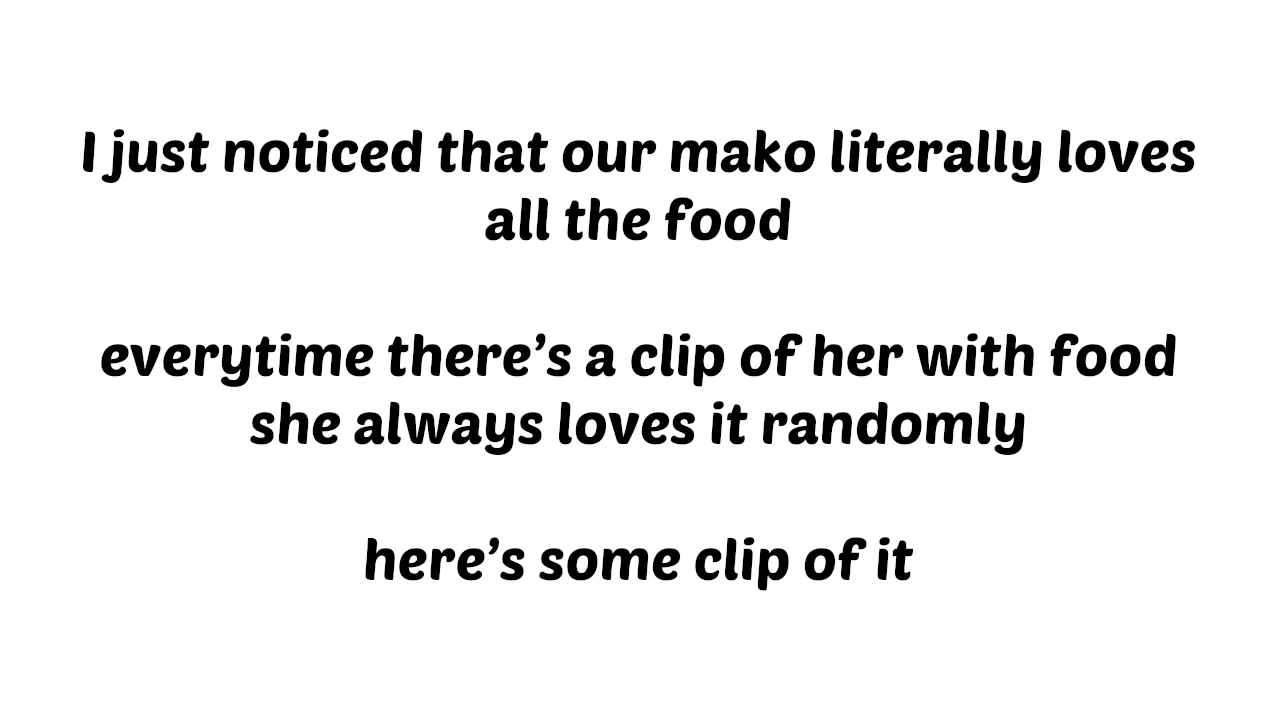 I just noticed that our mako literally loves
all the food
everytime there's a clip of her with food
she always loves it randomly
here's some clip of it